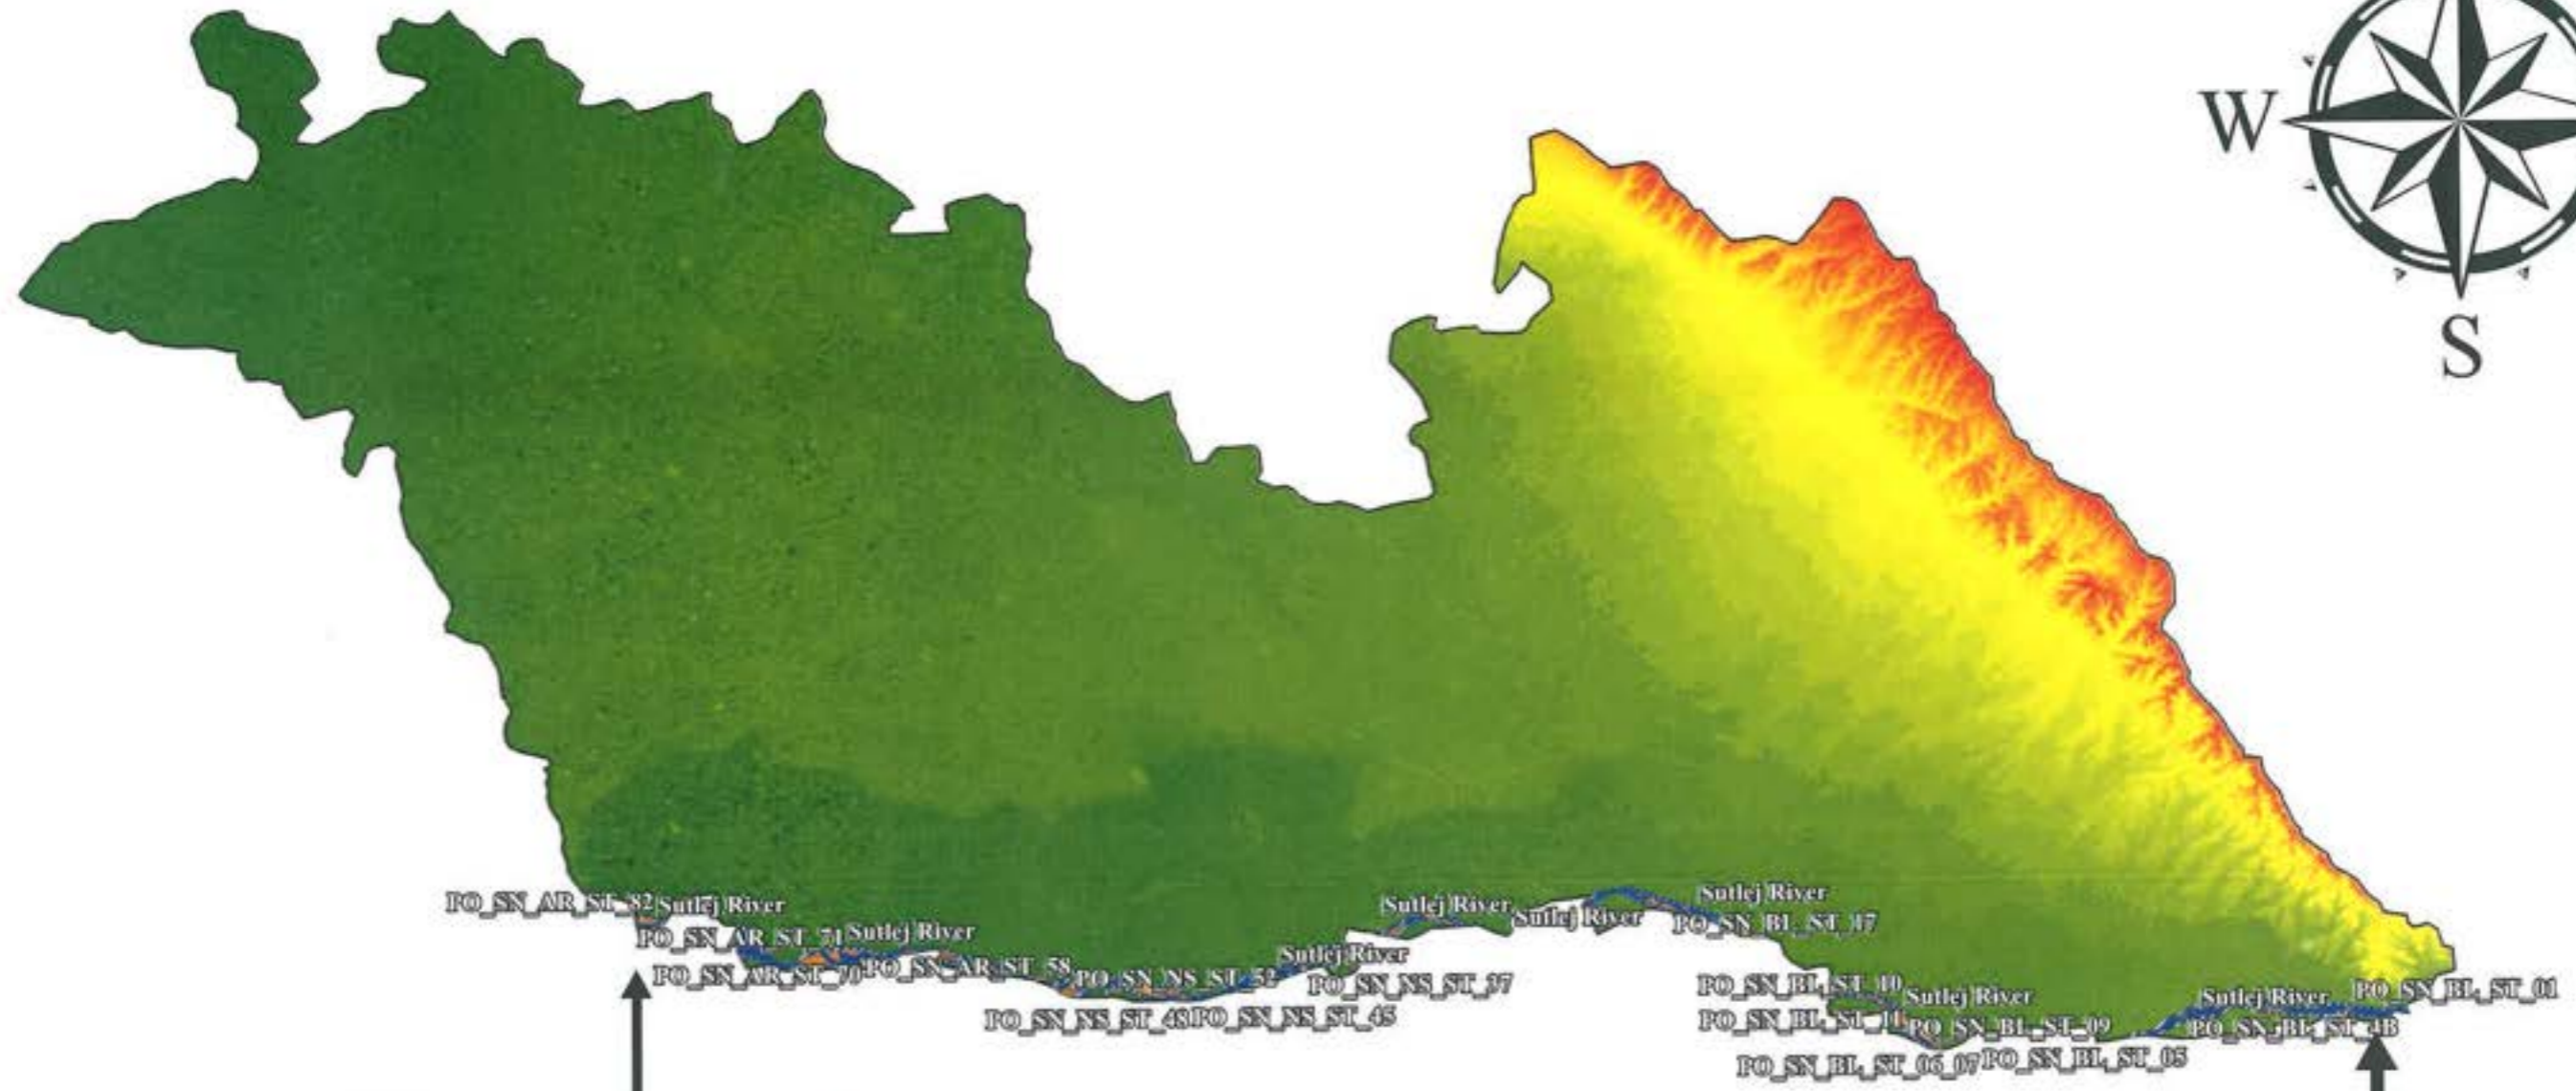 W
S
PO_SN_AR_ST_82
Sutlej River
PO_SN_AR_ST_71
Sutlej River
PO_SN_AR_ST_70
PO_SN_AR_ST_58
PO_SN_NS_ST_52
Sutlej River
PO_SN_NS_ST_37
PO_SN_NS_ST_48
PO_SN_NS_ST_45
Sutlej River
Sutlej River
Sutlej River
PO_SN_BL_ST_17
PO_SN_BL_ST_10
Sutlej River
PO_SN_BL_ST_11
PO_SN_BL_ST_09
PO_SN_BL_ST_06_07
PO_SN_BL_ST_05
Sutlej River
PO_SN_BL_ST_01
PO_SN_BL_ST_4B